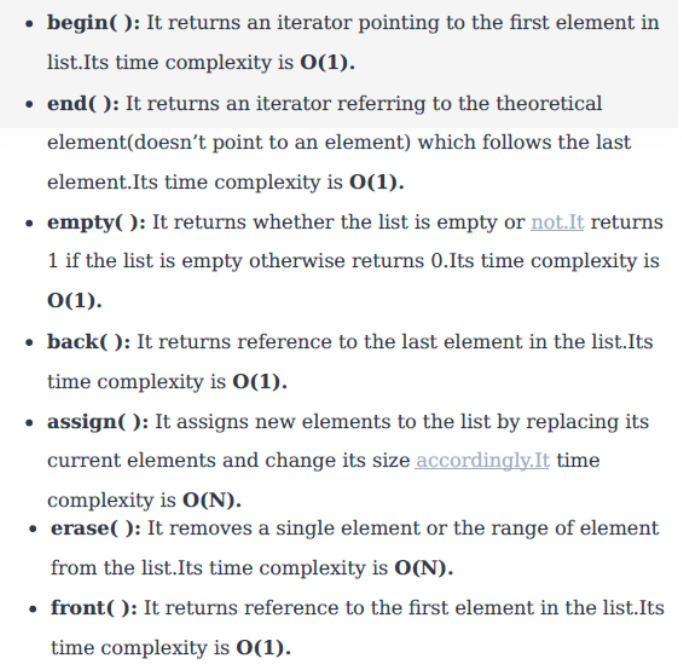 • begin( ): It returns an iterator pointing to the first element in
list.Its time complexity is O(1).
• end( ): It returns an iterator referring to the theoretical
element(doesn’t point to an element) which follows the last
element.Its time complexity is O(1).
• empty( ): It returns whether the list is empty or not.It returns
1 if the list is empty otherwise returns 0.Its time complexity is
O(1).
• back( ): It returns reference to the last element in the list.Its
time complexity is O(1).
• assign( ): It assigns new elements to the list by replacing its
current elements and change its size accordingly.It time
complexity is O(N).
• erase( ): It removes a single element or the range of element
from the list.Its time complexity is O(N).
• front( ): It returns reference to the first element in the list.Its
time complexity is O(1).